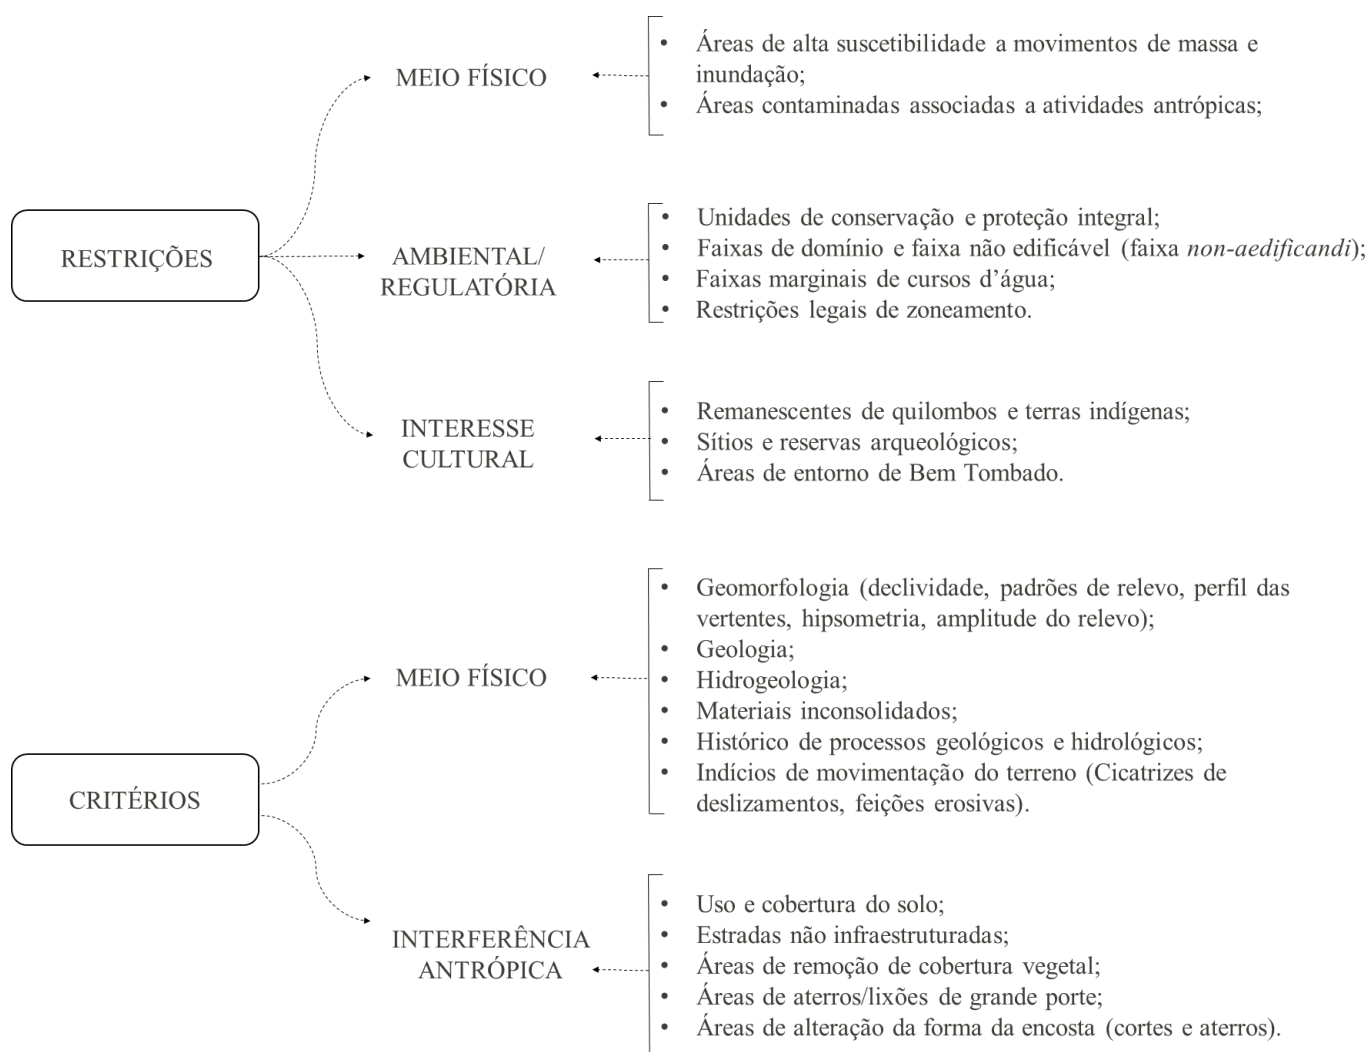 RESTRIÇÕES
MEIO FÍSICO
• Áreas de alta suscetibilidade a movimentos de massa e
inundação;
• Áreas contaminadas associadas a atividades antrópicas;
AMBIENTAL/
REGULATÓRIA
• Unidades de conservação e proteção integral;
• Faixas de domínio e faixa não edificável (faixa non-aedificandi);
• Faixas marginais de cursos d’água;
• Restrições legais de zoneamento.
INTERESSE
CULTURAL
• Remanescentes de quilombos e terras indígenas;
• Sítios e reservas arqueológicos;
• Áreas de entorno de Bem Tombado.
CRITÉRIOS
MEIO FÍSICO
• Geomorfologia (declividade, padrões de relevo, perfil das
vertentes, hipsometria, amplitude do relevo);
• Geologia;
• Hidrogeologia;
• Materiais inconsolidados;
• Histórico de processos geológicos e hidrológicos;
• Indícios de movimentação do terreno (Cicatrizes de
deslizamentos, feições erosivas).
INTERFERÊNCIA
ANTRÓPICA
• Uso e cobertura do solo;
• Estradas não infraestruturadas;
• Áreas de remoção de cobertura vegetal;
• Áreas de aterros/lixões de grande porte;
• Áreas de alteração da forma da encosta (cortes e aterros).